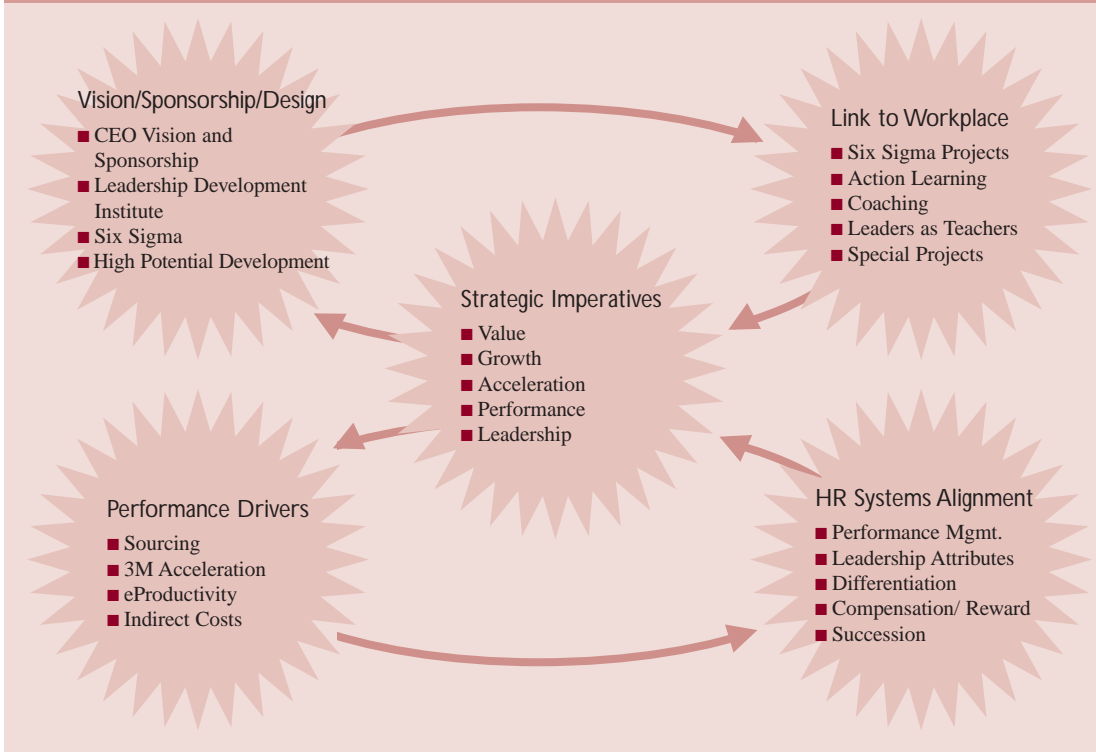 Vision/Sponsorship/Design
■ CEO Vision and
Sponsorship
■ Leadership Development
Institute
■ Six Sigma
■ High Potential Development
Link to Workplace
■ Six Sigma Projects
■ Action Learning
■ Coaching
■ Leaders as Teachers
■ Special Projects
Strategic Imperatives
■ Value
■ Growth
■ Acceleration
■ Performance
■ Leadership
Performance Drivers
■ Sourcing
■ 3M Acceleration
■ eProductivity
■ Indirect Costs
HR Systems Alignment
■ Performance Mgmt.
■ Leadership Attributes
■ Differentiation
■ Compensation/ Reward
■ Succession